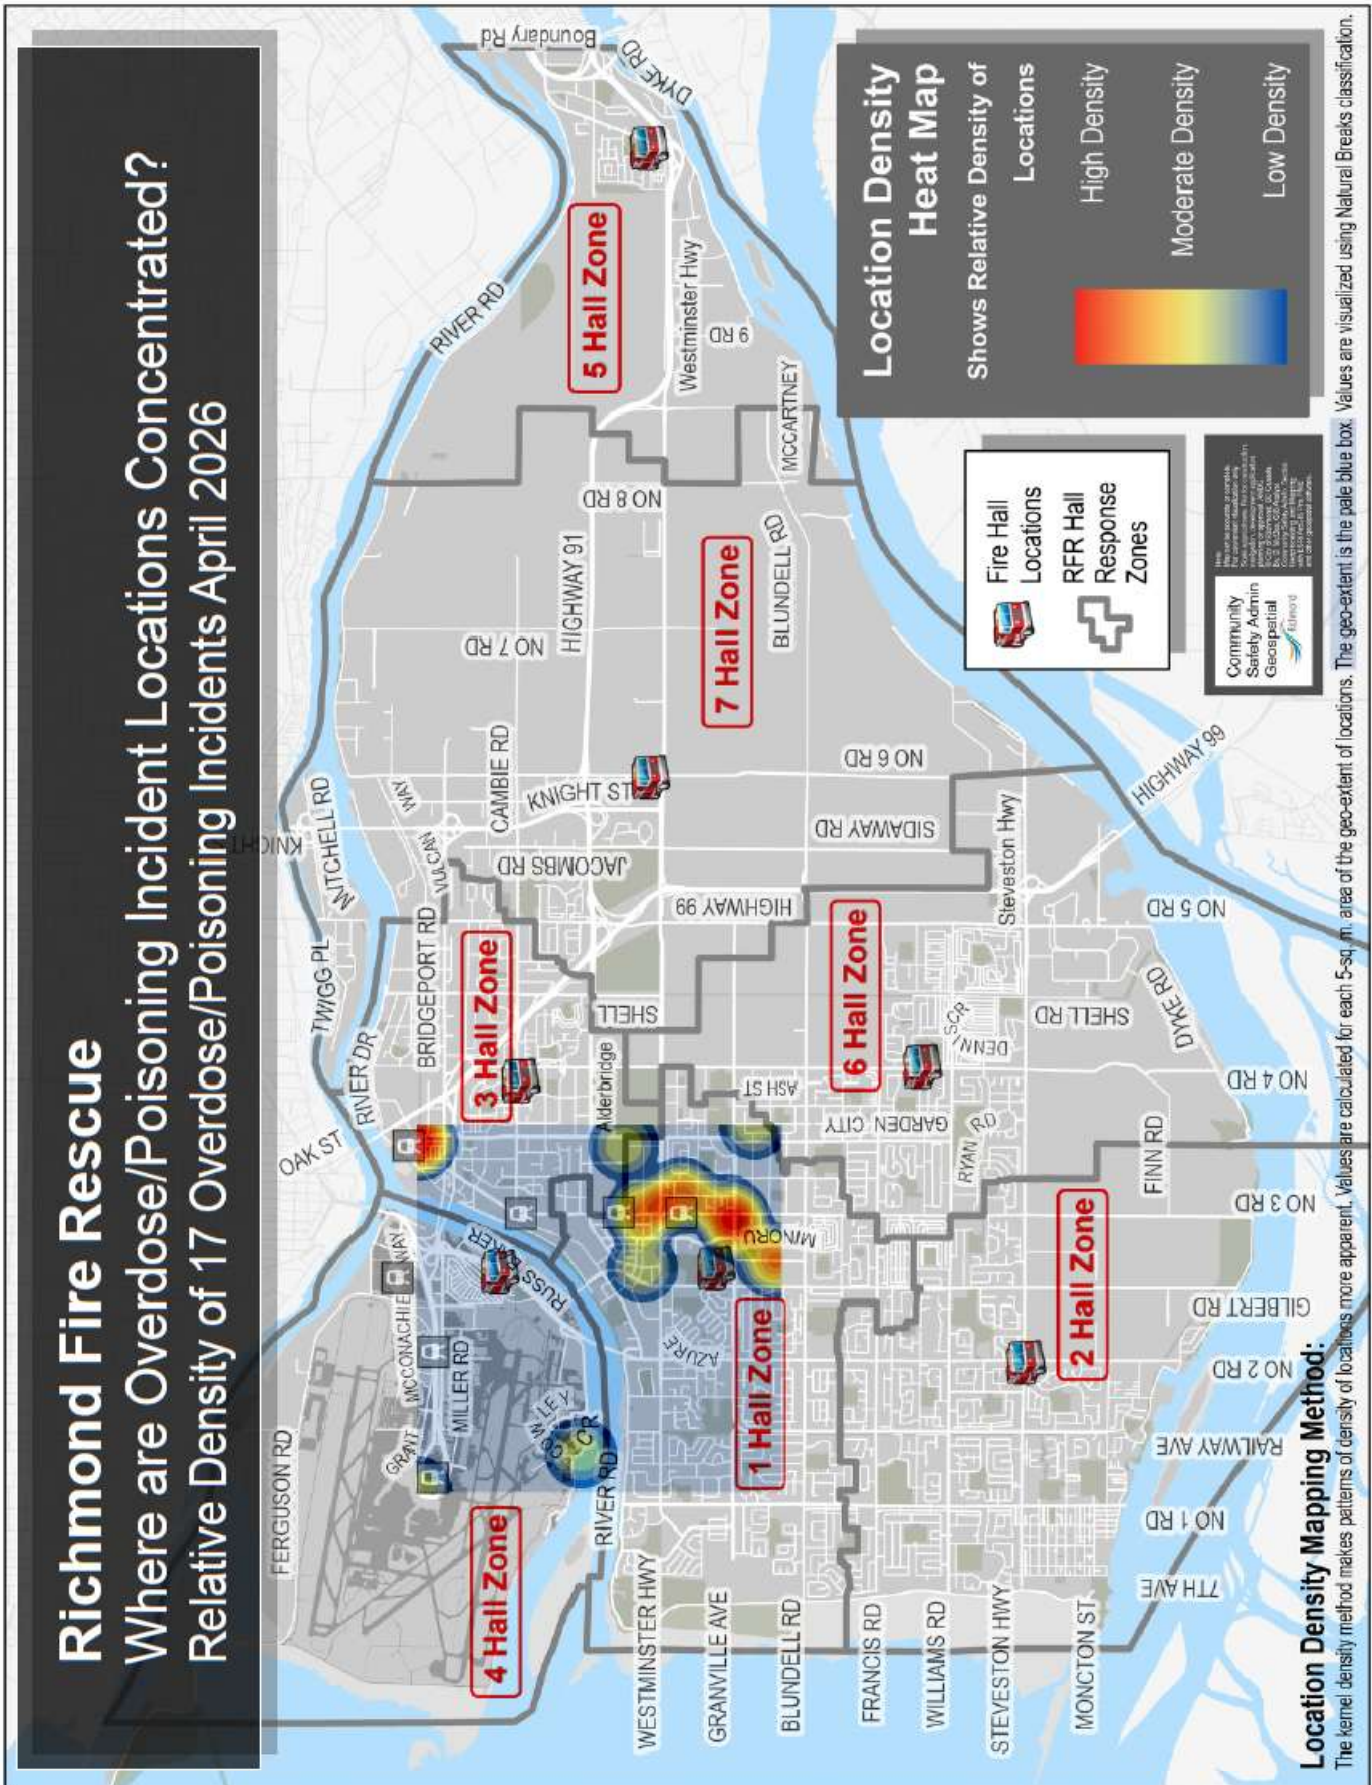 Richmond Fire Rescue
Where are Overdose/Poisoning Incident Locations Concentrated?
Relative Density of 17 Overdose/Poisoning Incidents April 2026
FERGUSON RD
GRANT
MCCONACHIE WAY
MILLER RD
COWLEY
CR
RUSS BAKER
OAK ST
RIVER DR
TWIGG PL
MITCHELL RD
KNIGHT
BRIDGEPORT RD
VULCAN
WAY
CAMBIE RD
KNIGHT ST
JACOMBS RD
NO 7 RD
HIGHWAY 91
NO 8 RD
RIVER RD
Boundary Rd
DYKE RD
Westminster Hwy
9 RD
MCCARTNEY
BLUNDELL RD
4 Hall Zone
3 Hall Zone
5 Hall Zone
7 Hall Zone
1 Hall Zone
6 Hall Zone
2 Hall Zone
RIVER RD
Alderbridge
SHELL
HIGHWAY 99
ASH ST
AZURE
MINORU
GARDEN CITY
SIDAWAY RD
NO 6 RD
WESTMINSTER HWY
GRANVILLE AVE
BLUNDELL RD
FRANCIS RD
WILLIAMS RD
STEVESTON HWY
MONCTON ST
RYAN RD
DENNIS CR
Steveston Hwy
SHELL RD
HIGHWAY 99
NO 5 RD
DYKE RD
NO 4 RD
FINN RD
NO 3 RD
GILBERT RD
NO 2 RD
RAILWAY AVE
NO 1 RD
7TH AVE
Location Density
Heat Map
Shows Relative Density of
Locations
High Density
Moderate Density
Low Density
Fire Hall
Locations
RFR Hall
Response
Zones
Community
Safety Admin
Geospatial
Richmond
Location Density Mapping Method:
The kernel density method makes patterns of density of locations more apparent. Values are calculated for each 5-sq. m. area of the geo-extent of locations. The geo-extent is the pale blue box. Values are visualized using Natural Breaks classification.